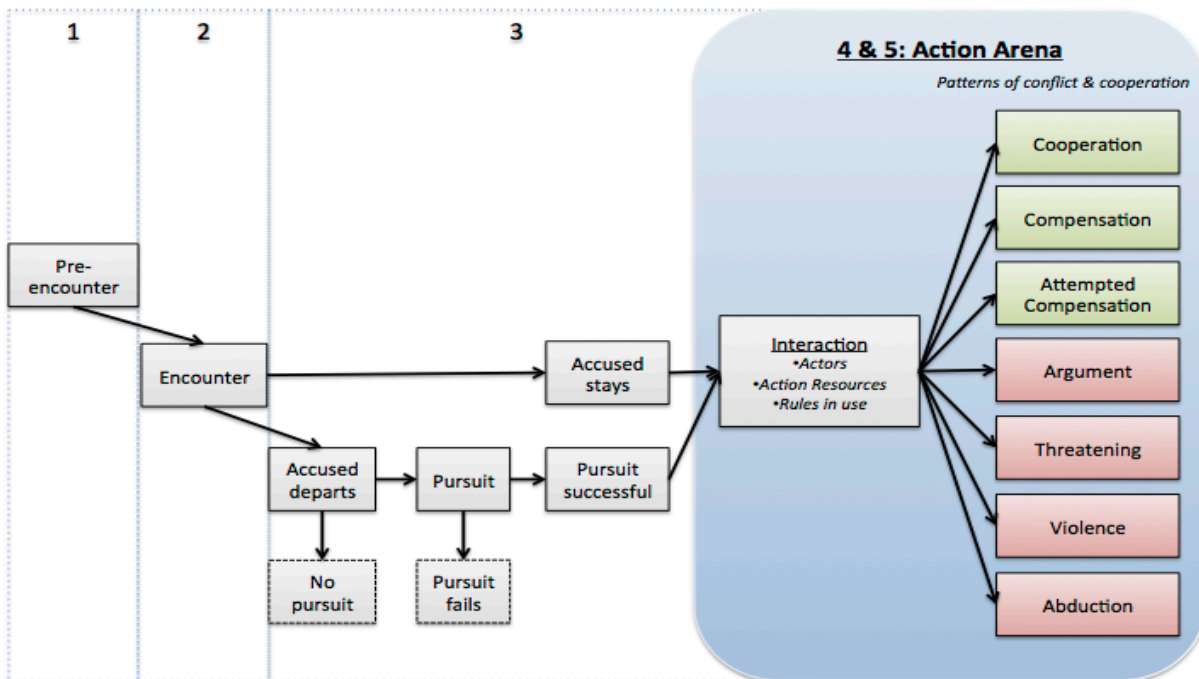 1
2
3
4 & 5: Action Arena
Patterns of conflict & cooperation
Pre-
encounter
Encounter
Accused
stays
Accused
departs
Pursuit
Pursuit
successful
No
pursuit
Pursuit
fails
Interaction
•Actors
•Action Resources
•Rules in use
Cooperation
Compensation
Attempted
Compensation
Argument
Threatening
Violence
Abduction